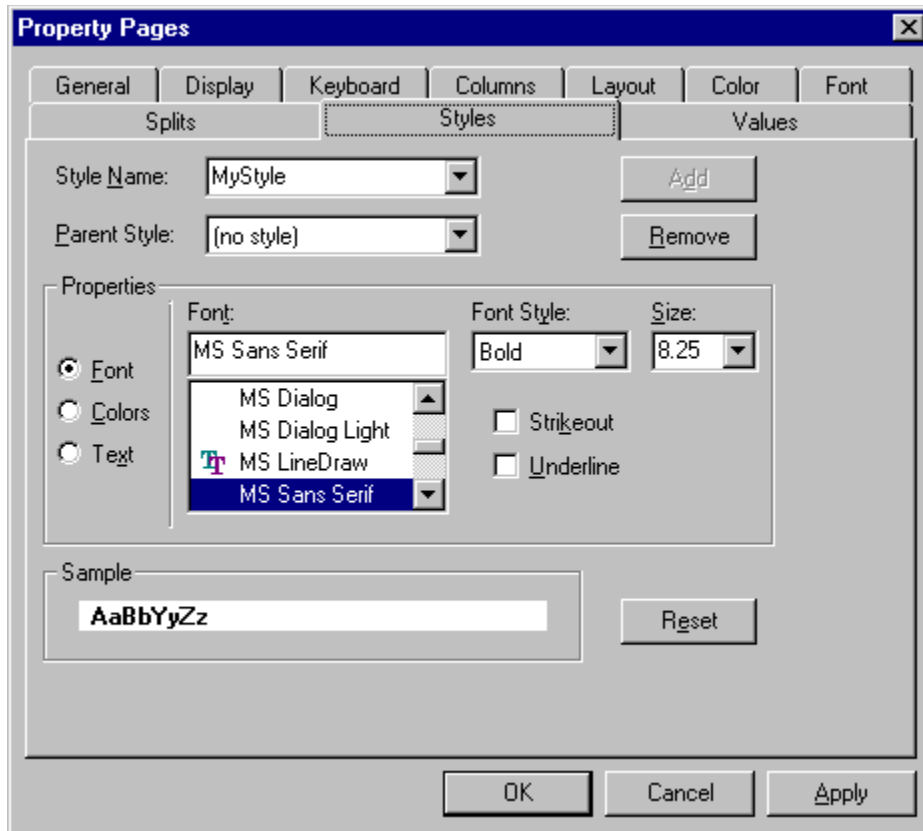 Property Pages
General Display Keyboard Columns Layout Color Font
Splits Styles Values
Style Name: MyStyle Add
Parent Style: (no style) Remove
Properties
Font: Font Style: Size:
MS Sans Serif Bold 8.25
Font
Colors
Text
MS Dialog
MS Dialog Light
MS LineDraw
MS Sans Serif
Strikeout
Underline
Sample
AaBbYyZz
Reset
OK Cancel Apply